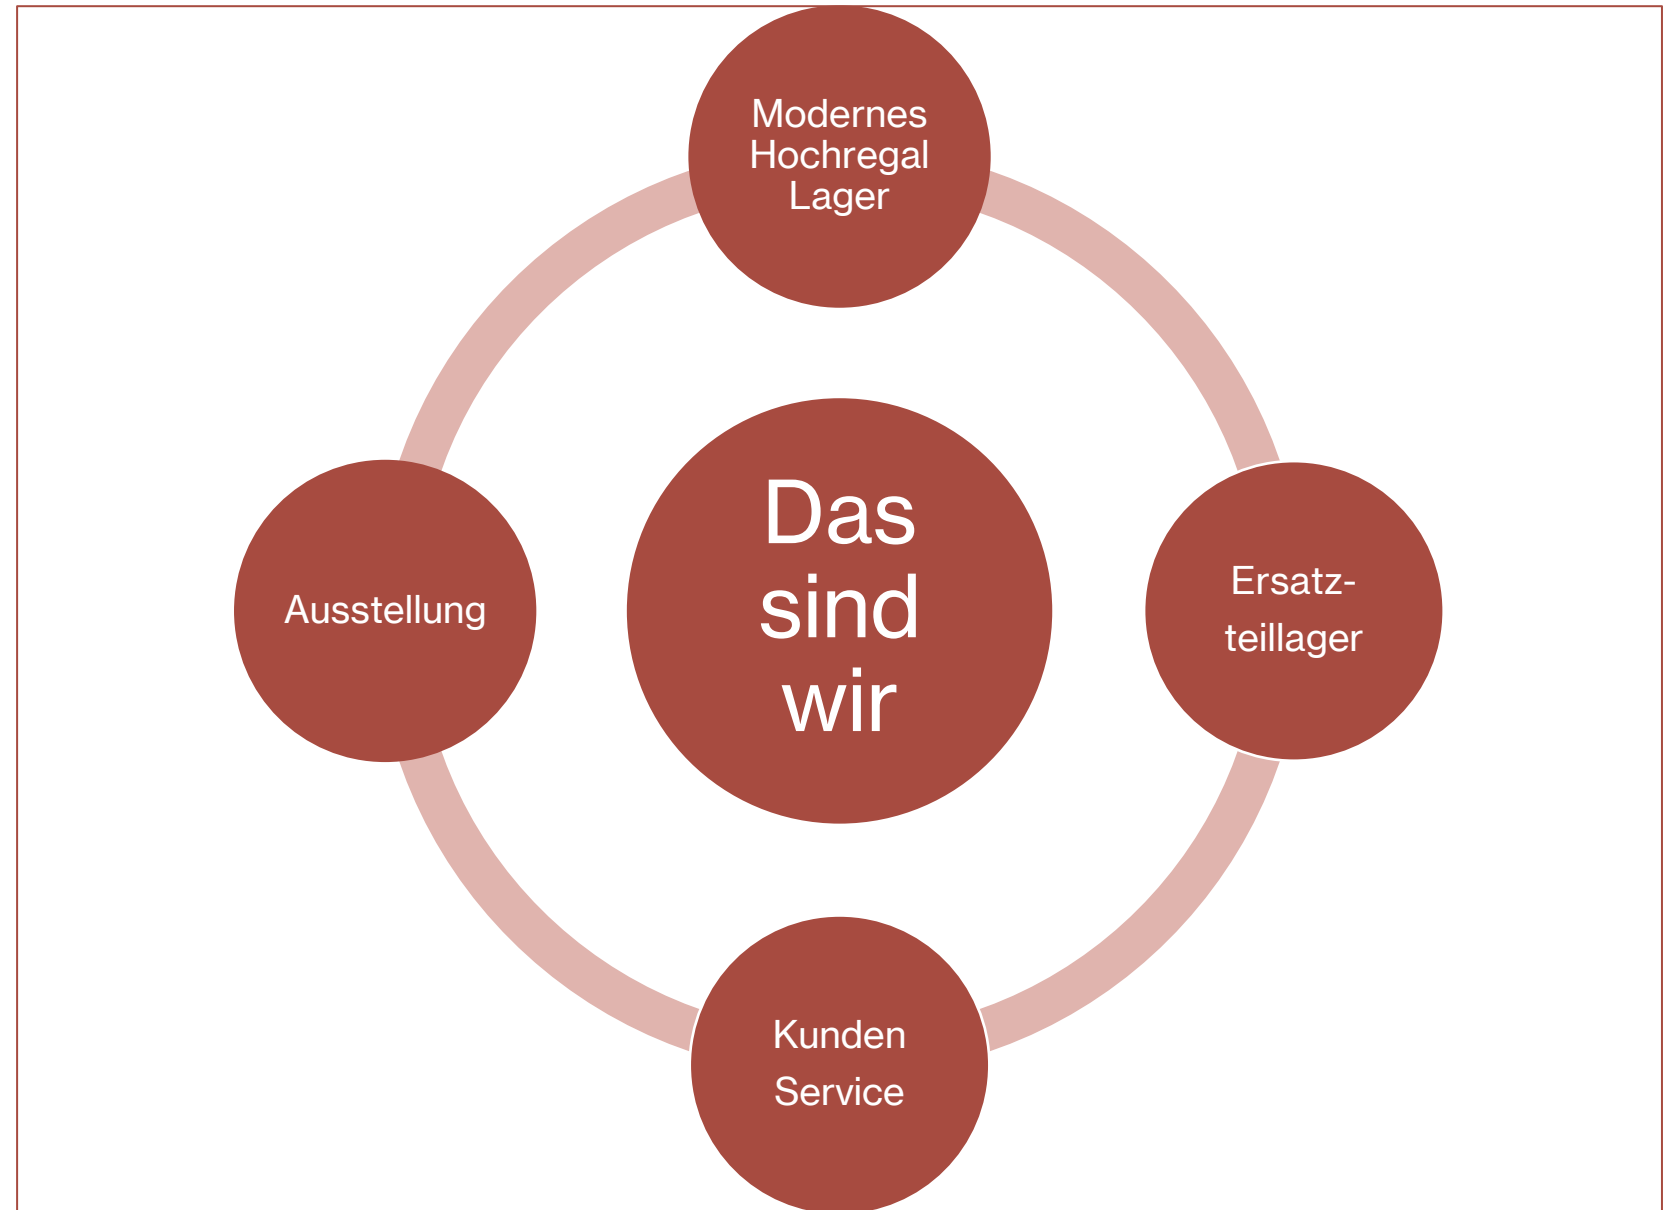 Modernes
Hochregal
Lager
Ausstellung
Das
sind
wir
Ersatz-
teillager
Kunden
Service